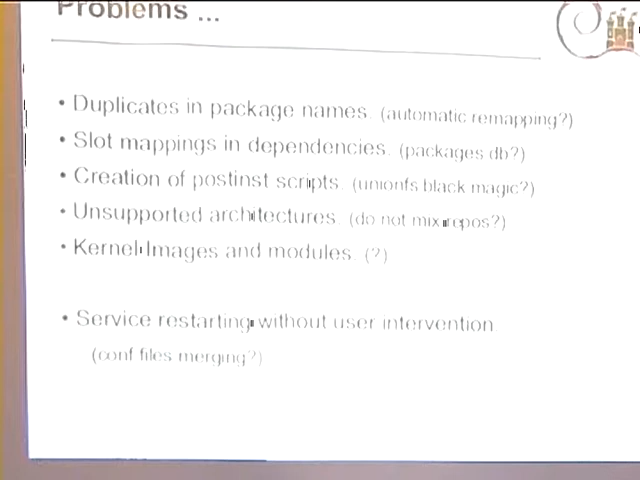 Problems ...
• Duplicates in package names. (automatic remapping?)
• Slot mappings in dependencies. (packages db?)
• Creation of postinst scripts. (unionfs black magic?)
• Unsupported architectures. (do not mix repos?)
• Kernel Images and modules. (?)
• Service restarting without user intervention
(conf files merging?)